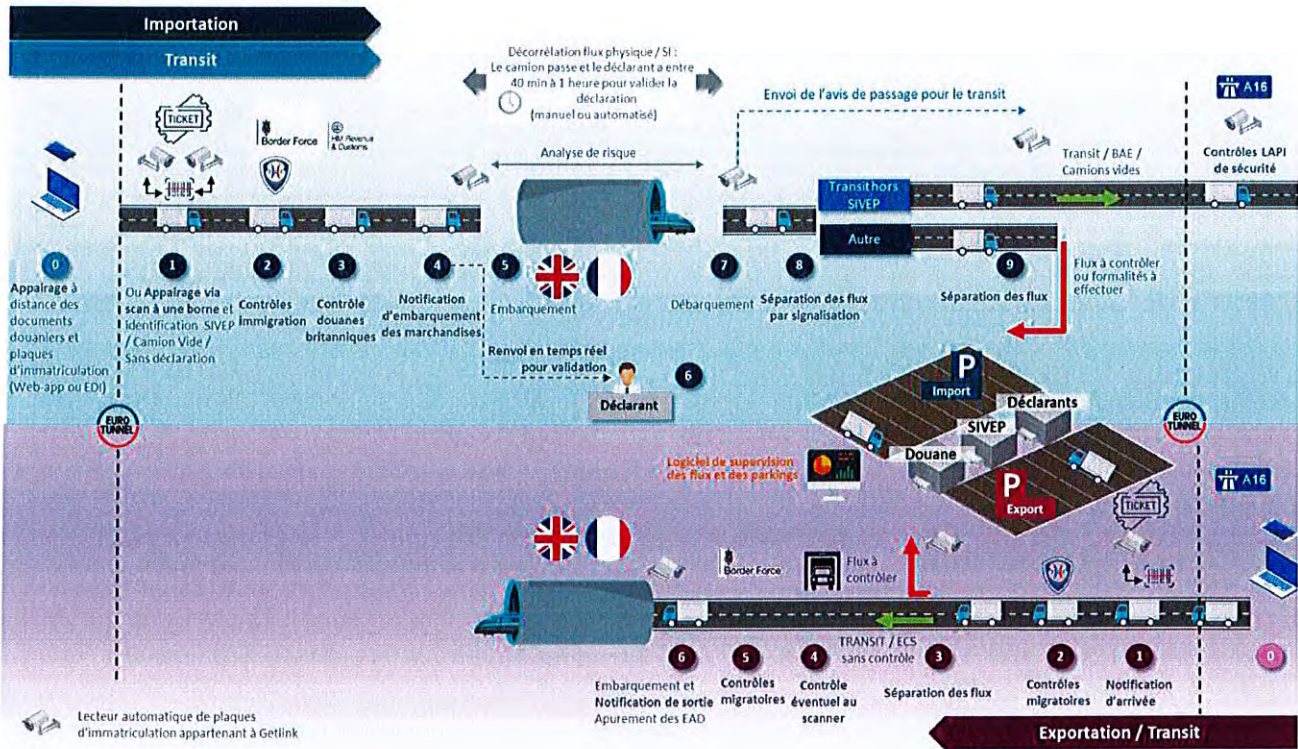 Importation
Transit
Décorrélation flux physique / SI :
Le camion passe et le déclarant a entre
40 min à 1 heure pour valider la
déclaration
(manuel ou automatisé)
Envoi de l'avis de passage pour le transit
A16
TICKET
Border Force
HM Revenue
& Customs
Analyse de risque
Transit / BAE /
Camions vides
Contrôles LAPI
de sécurité
Transit hors
SIVEP
Autre
0
Appairage à
distance des
documents
douaniers et
plaques
d'immatriculation
(Web-app ou EDI)
1
Ou Appairage via
scan à une borne et
identification SIVEP
/ Camion Vide /
Sans déclaration
2
Contrôles
immigration
3
Contrôle
douanes
britanniques
4
Notification
d'embarquement
des marchandises
5
Embarquement
7
Débarquement
8
Séparation des flux
par signalisation
9
Séparation des flux
Flux à contrôler
ou formalités à
effectuer
Renvoi en temps réel
pour validation
6
Déclarant
EURO
TUNNEL
P
Import
Déclarants
SIVEP
Douane
P
Export
EURO
TUNNEL
Logiciel de supervision
des flux et des parkings
A16
TICKET
Border Force
Flux à
contrôler
TRANSIT / ECS
sans contrôle
6
Embarquement et
Notification de sortie
Apurement des EAD
5
Contrôles
migratoires
4
Contrôle
éventuel au
scanner
3
Séparation des flux
2
Contrôles
migratoires
1
Notification
d'arrivée
0
Lecteur automatique de plaques
d'immatriculation appartenant à Getlink
Exportation / Transit